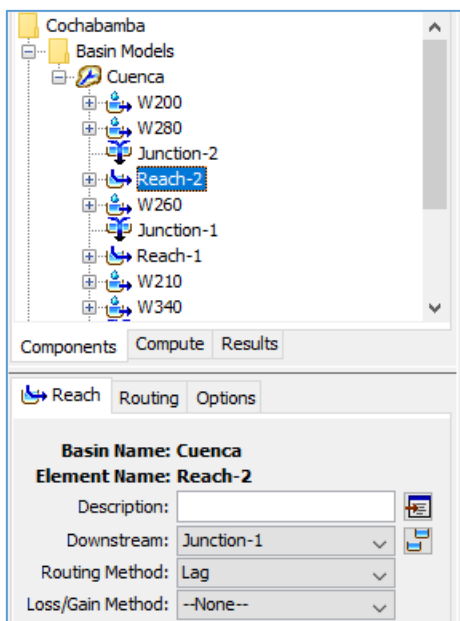 Cochabamba
Basin Models
Cuenca
W200
W280
Junction-2
Reach-2
W260
Junction-1
Reach-1
W210
W340
Components Compute Results
Reach Routing Options
Basin Name: Cuenca
Element Name: Reach-2
Description:
Downstream: Junction-1
Routing Method: Lag
Loss/Gain Method: --None--